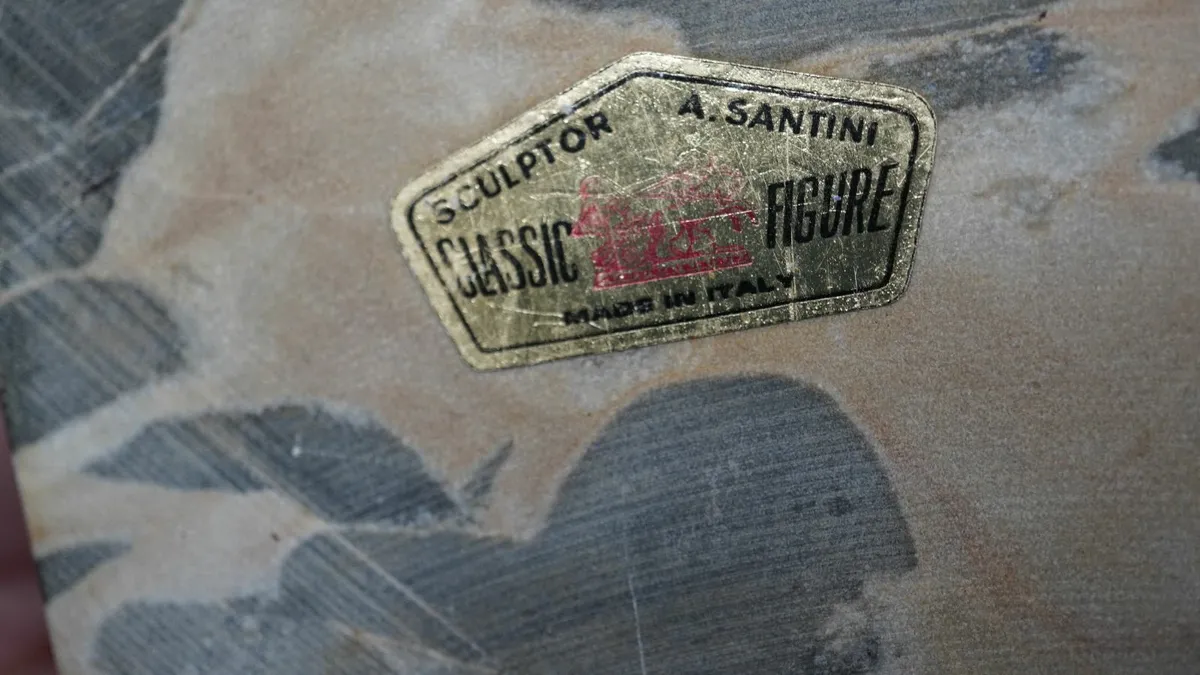 SCULPTOR A. SANTINI
CLASSIC FIGURE
MADE IN ITALY